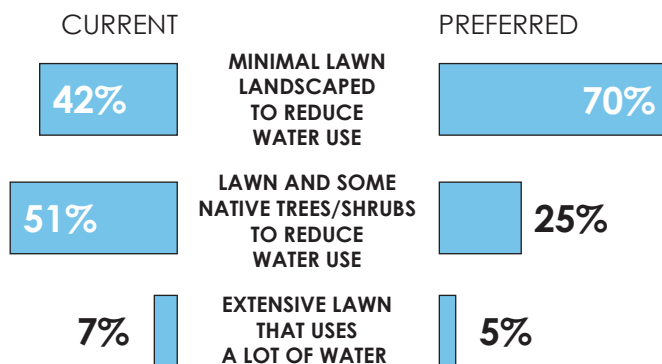 CURRENT
PREFERRED
MINIMAL LAWN
LANDSCAPED
TO REDUCE
WATER USE
42%
70%
LAWN AND SOME
NATIVE TREES/SHRUBS
TO REDUCE
WATER USE
51%
25%
EXTENSIVE LAWN
THAT USES
A LOT OF WATER
7%
5%